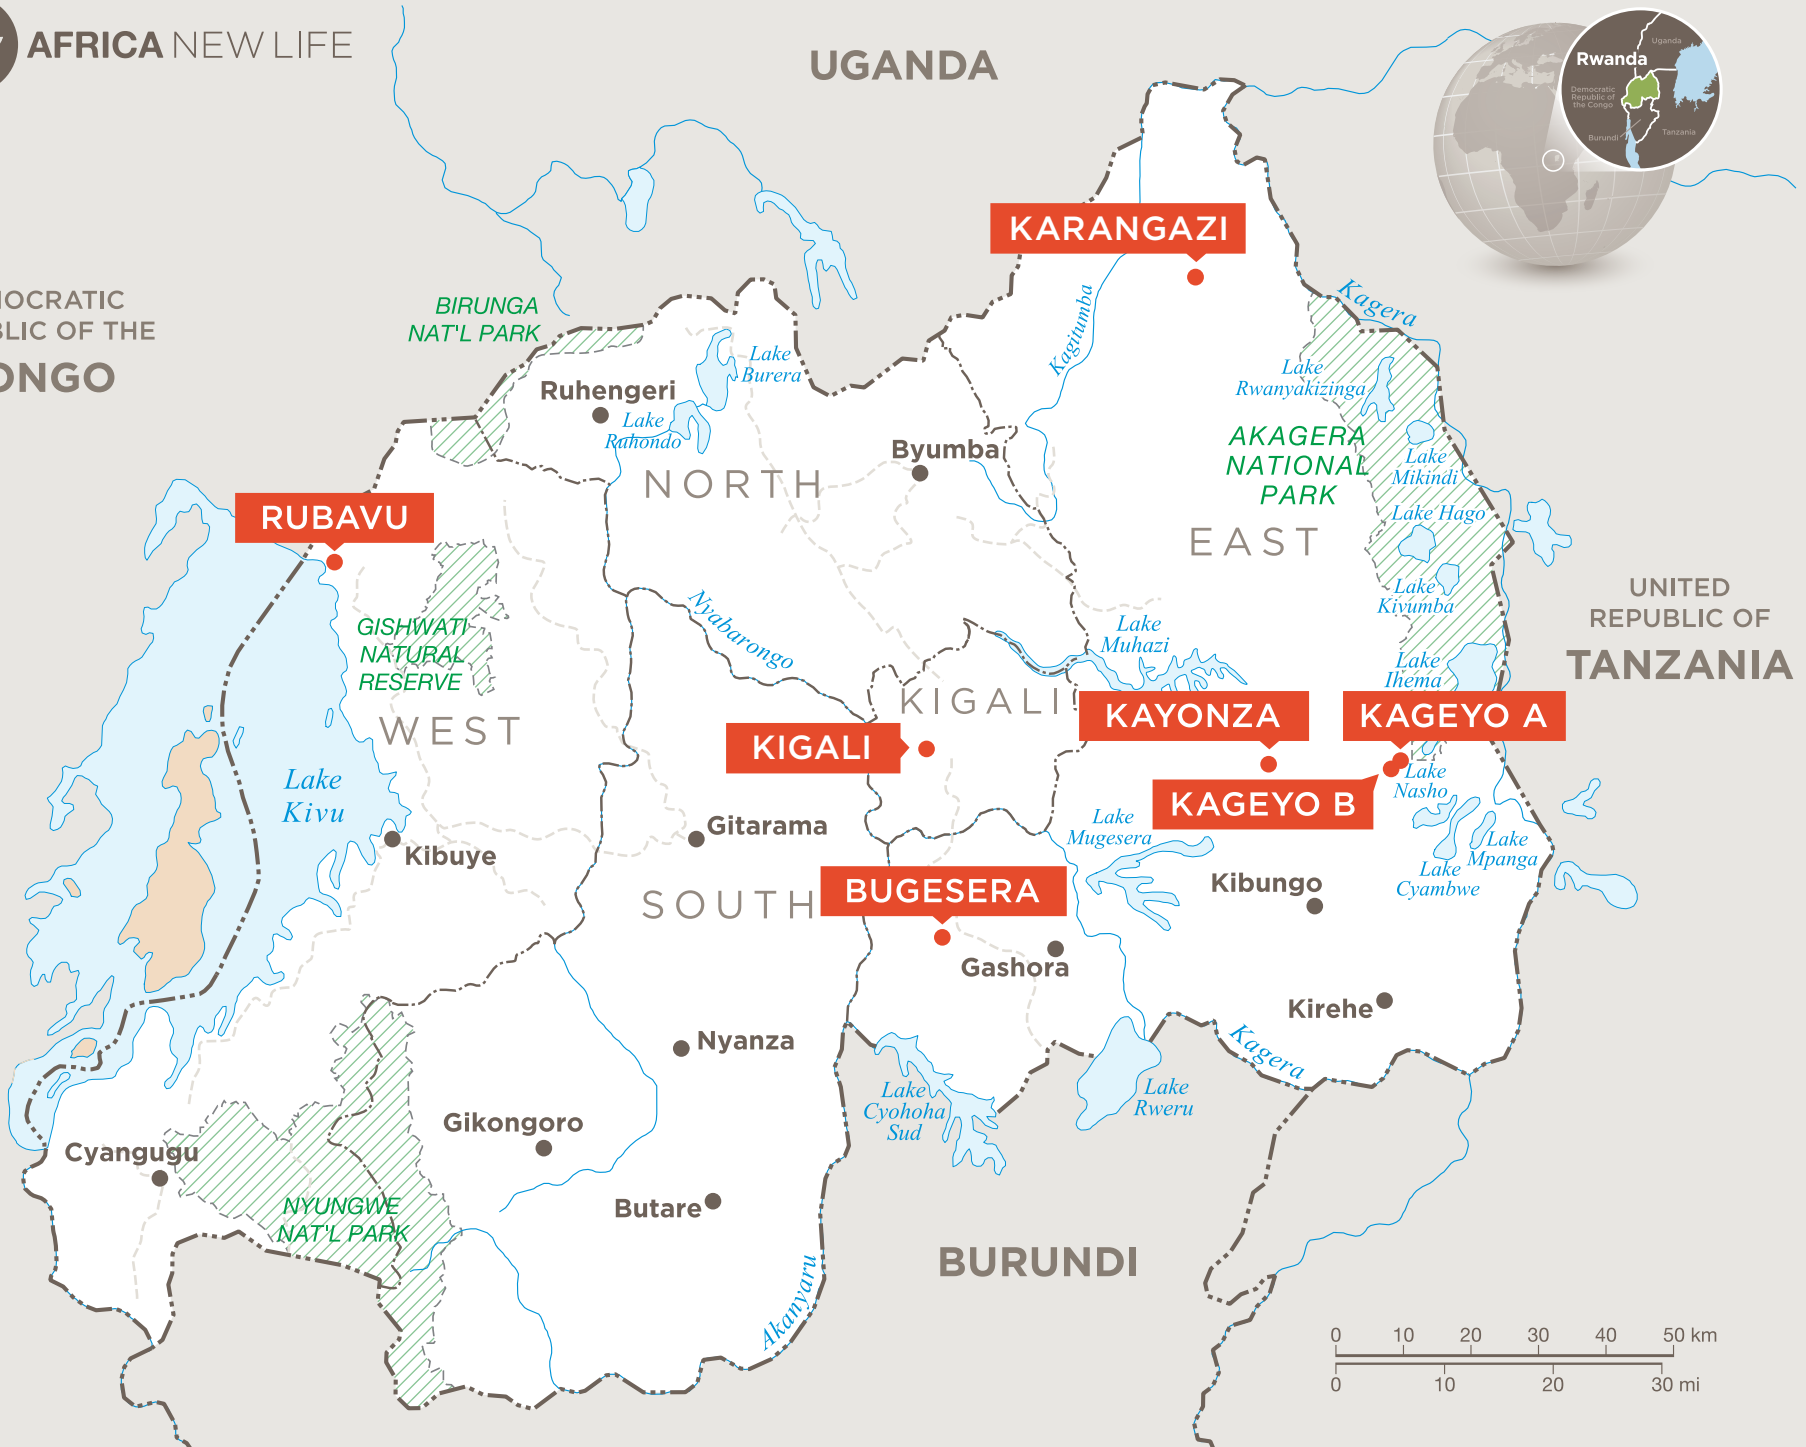 AFRICA NEW LIFE
UGANDA
Rwanda
Uganda
Democratic
Republic of
the Congo
Burundi
Tanzania
KARANGAZI
BIRUNGA
NAT'L PARK
OCRATIC
BLIC OF THE
ONGO
Kagera
Kagitumba
Lake
Burera
Ruhengeri
Lake
Ruhondo
Lake
Rwanyakizinga
AKAGERA
NATIONAL
PARK
Byumba
NORTH
Lake
Mikindi
RUBAVU
Lake Hago
EAST
Lake
Kivumba
UNITED
REPUBLIC OF
TANZANIA
Nyabarongo
GISHWATI
NATURAL
RESERVE
Lake
Muhazi
Lake
Ihema
WEST
KIGALI
KAYONZA
KAGEYO A
KIGALI
Lake
Kivu
Lake
Nasho
KAGEYO B
Gitarama
Lake
Mugesera
Lake
Mpanga
Kibuye
Lake
Cyambwe
Kibungo
SOUTH
BUGESERA
Gashora
Kirehe
Nyanza
Kagera
Lake
Cyohoha
Sud
Lake
Rweru
Gikongoro
Cyangugu
NYUNGWE
NAT'L PARK
Butare
BURUNDI
Akanyaru
0 10 20 30 40 50 km
0 10 20 30 mi